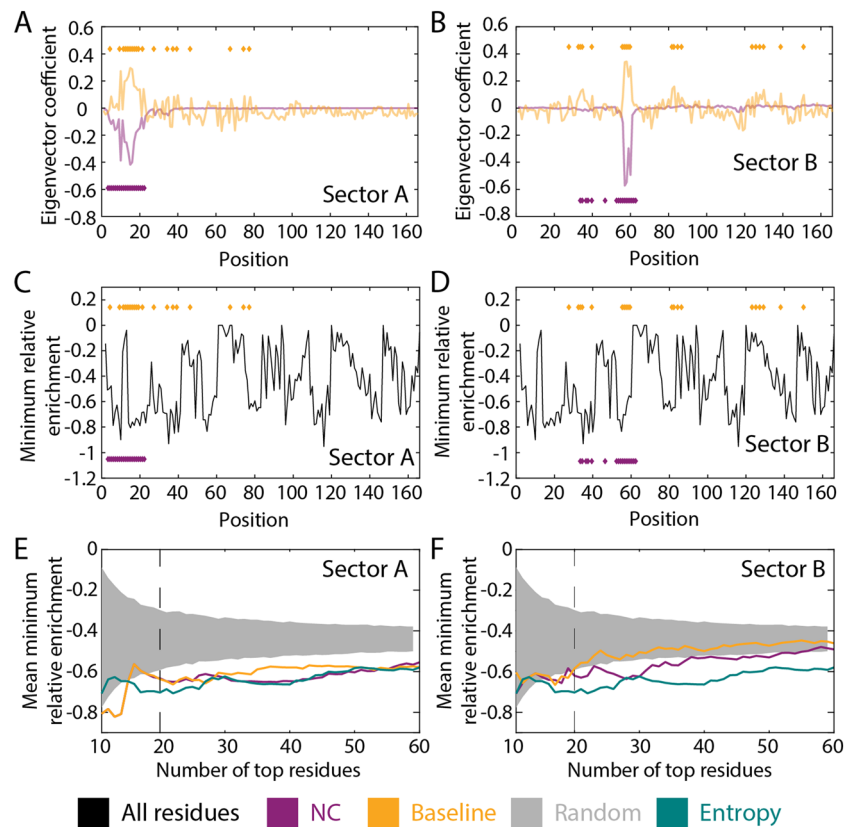 A
Eigenvector coefficient
0.6
0.4
0.2
0
-0.2
-0.4
-0.6
-0.8
Sector A
0 20 40 60 80 100 120 140 160
Position
B
Eigenvector coefficient
0.6
0.4
0.2
0
-0.2
-0.4
-0.6
-0.8
Sector B
0 20 40 60 80 100 120 140 160
Position
C
Minimum relative
enrichment
0.2
0
-0.2
-0.4
-0.6
-0.8
-1
-1.2
Sector A
0 20 40 60 80 100 120 140 160
Position
D
Minimum relative
enrichment
0.2
0
-0.2
-0.4
-0.6
-0.8
-1
-1.2
Sector B
0 20 40 60 80 100 120 140 160
Position
E
Mean minimum
relative enrichment
0
-0.2
-0.4
-0.6
-0.8
Sector A
10 20 30 40 50 60
Number of top residues
F
Mean minimum
relative enrichment
0
-0.2
-0.4
-0.6
-0.8
Sector B
10 20 30 40 50 60
Number of top residues
All residues NC Baseline Random Entropy